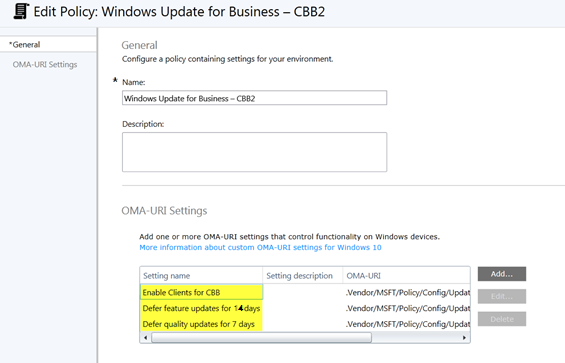 Edit Policy: Windows Update for Business – CBB2
*General
OMA-URI Settings
General
Configure a policy containing settings for your environment.
* Name:
Windows Update for Business – CBB2
Description:
OMA-URI Settings
Add one or more OMA-URI settings that control functionality on Windows devices.
More information about custom OMA-URI settings for Windows 10
Setting name Setting description OMA-URI
Enable Clients for CBB .Vendor/MSFT/Policy/Config/Updat
Defer feature updates for 14 days .Vendor/MSFT/Policy/Config/Updat
Defer quality updates for 7 days .Vendor/MSFT/Policy/Config/Updat
Add...
Edit...
Delete